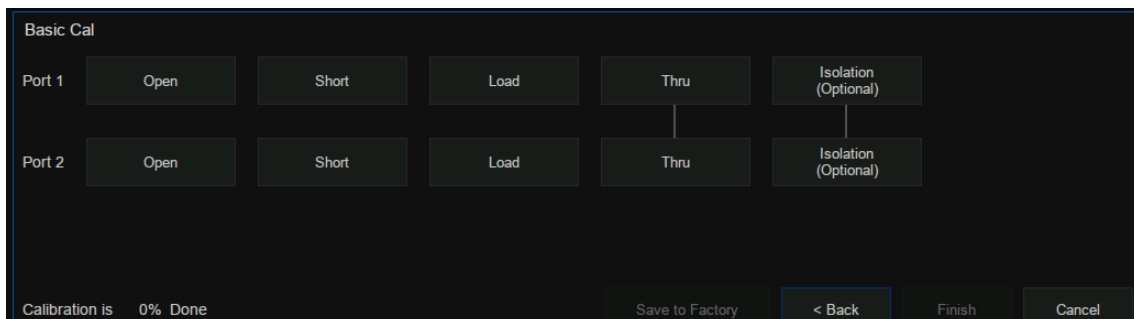 Basic Cal
Port 1 Open Short Load Thru Isolation
(Optional)
Port 2 Open Short Load Thru Isolation
(Optional)
Calibration is 0% Done Save to Factory < Back Finish Cancel